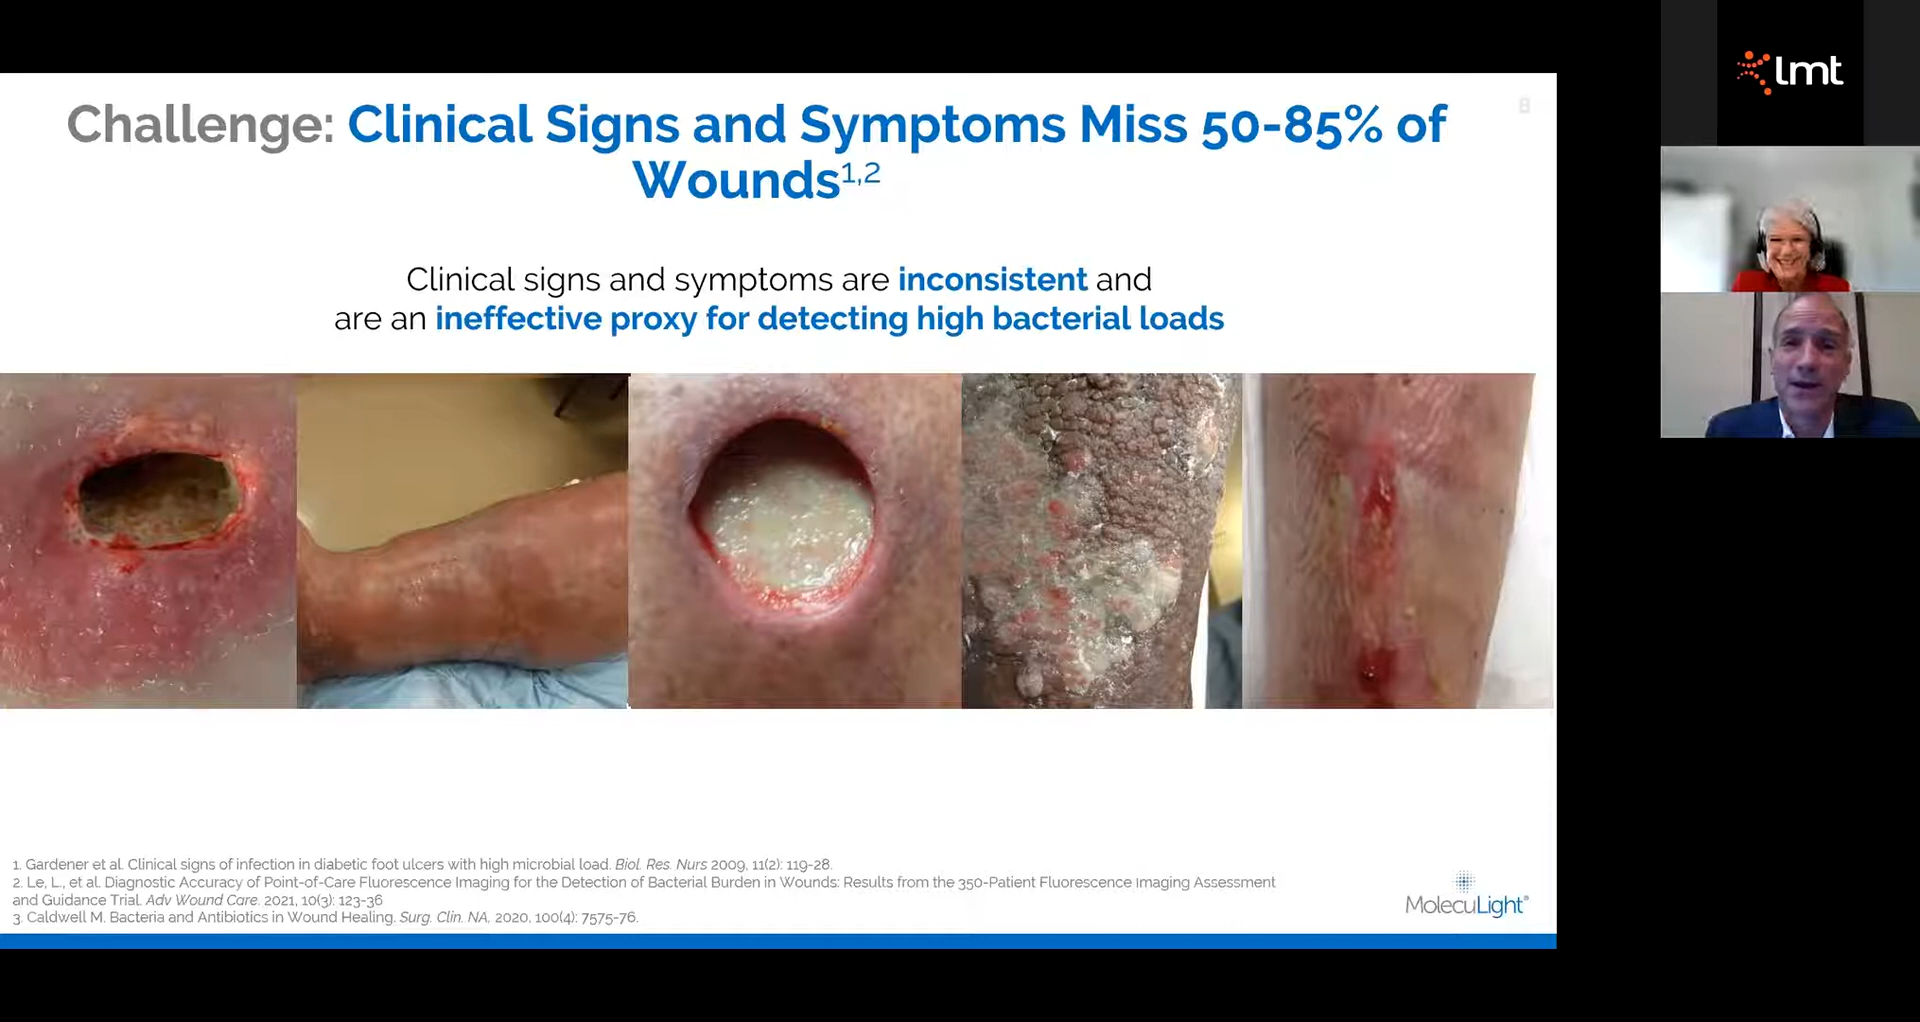 lmt
8
Challenge: Clinical Signs and Symptoms Miss 50-85% of
Wounds1,2
Clinical signs and symptoms are inconsistent and
are an ineffective proxy for detecting high bacterial loads
1. Gardener et al. Clinical signs of infection in diabetic foot ulcers with high microbial load. Biol. Res. Nurs 2009, 11(2): 119-28.
2. Le, L., et al. Diagnostic Accuracy of Point-of-Care Fluorescence Imaging for the Detection of Bacterial Burden in Wounds: Results from the 350-Patient Fluorescence Imaging Assessment
and Guidance Trial. Adv Wound Care. 2021, 10(3): 123-36
3. Caldwell M. Bacteria and Antibiotics in Wound Healing. Surg. Clin. NA, 2020, 100(4): 7575-76.
MolecuLight®